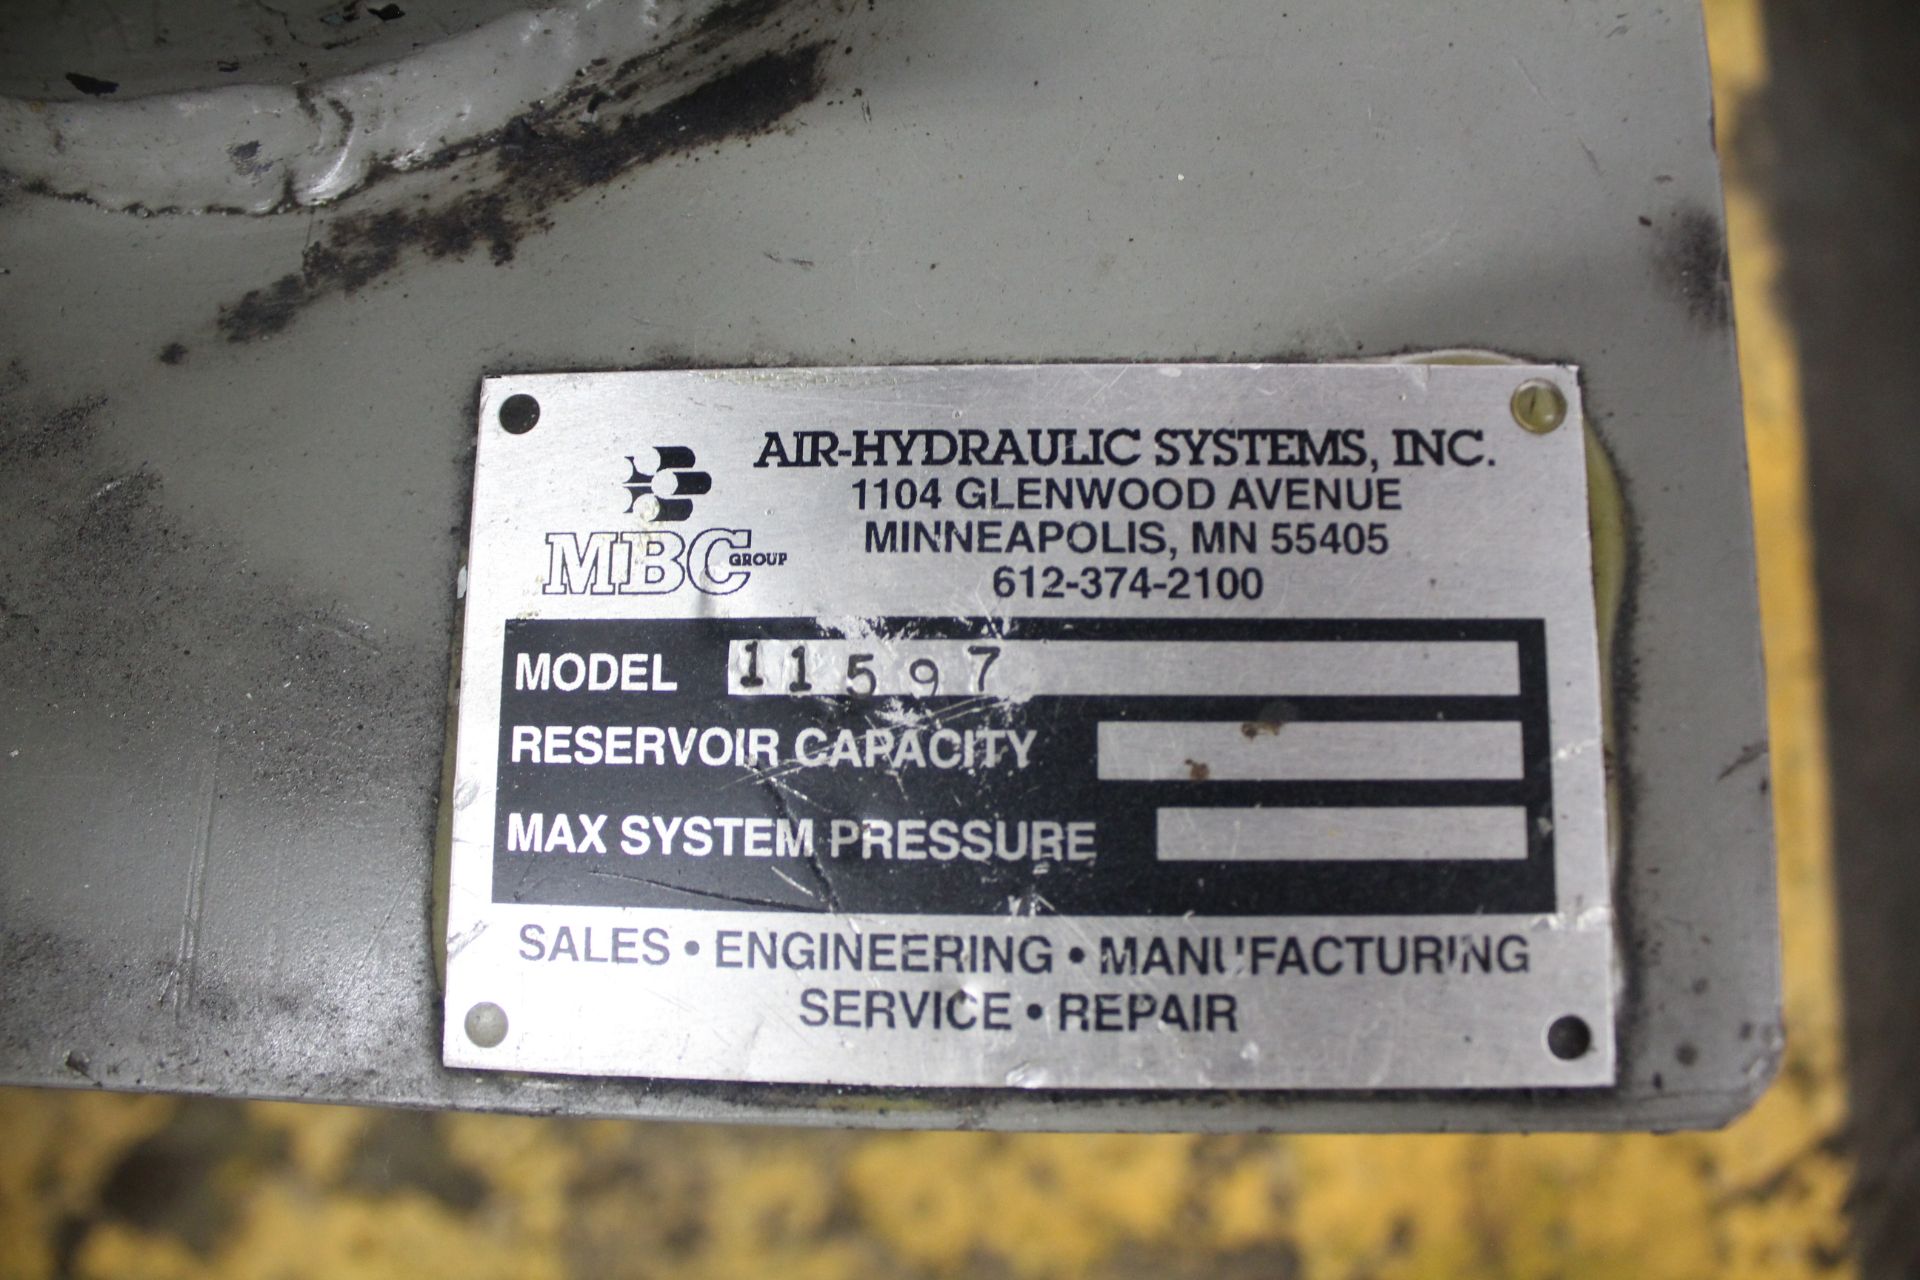 AIR-HYDRAULIC SYSTEMS, INC.
1104 GLENWOOD AVENUE
MINNEAPOLIS, MN 55405
612-374-2100
MBC GROUP
MODEL 11597
RESERVOIR CAPACITY
MAX SYSTEM PRESSURE
SALES • ENGINEERING • MANUFACTURING
SERVICE • REPAIR